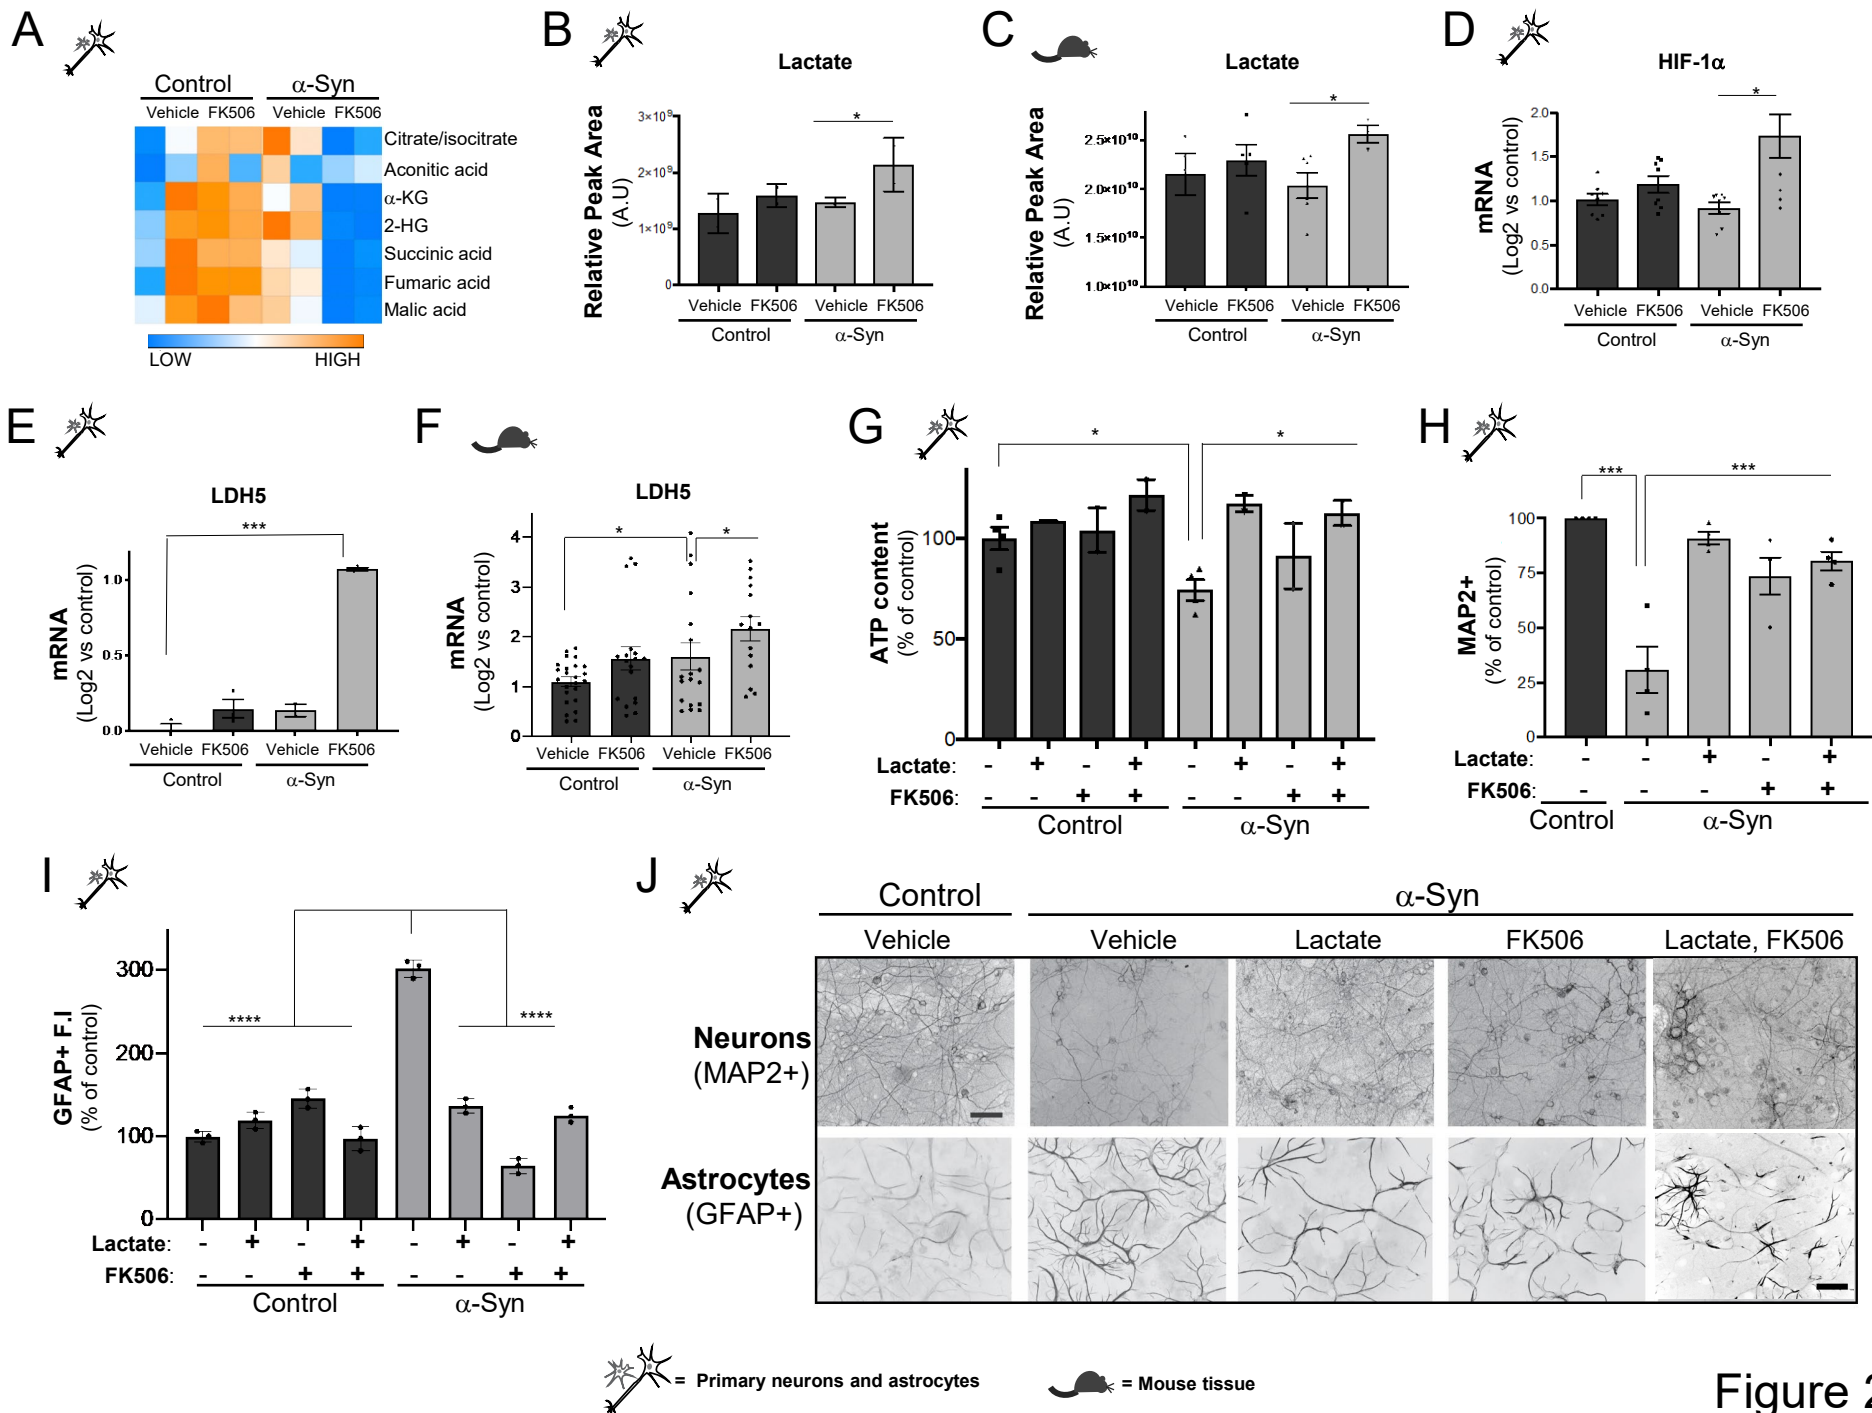 A
Control α-Syn
Vehicle FK506 Vehicle FK506
Citrate/isocitrate
Aconitic acid
α-KG
2-HG
Succinic acid
Fumaric acid
Malic acid
LOW HIGH
B
Lactate
Relative Peak Area
(A.U)
3×10⁹
2×10⁹
1×10⁹
0
*
Vehicle FK506 Vehicle FK506
Control α-Syn
C
Lactate
Relative Peak Area
(A.U)
2.5×10¹⁰
2.0×10¹⁰
1.5×10¹⁰
1.0×10¹⁰
*
Vehicle FK506 Vehicle FK506
Control α-Syn
D
HIF-1α
mRNA
(Log2 vs control)
2.0
1.5
1.0
0.5
0.0
*
Vehicle FK506 Vehicle FK506
Control α-Syn
E
LDH5
mRNA
(Log2 vs control)
1.0
0.5
0.0
***
Vehicle FK506 Vehicle FK506
Control α-Syn
F
LDH5
mRNA
(Log2 vs control)
4
3
2
1
0
* *
Vehicle FK506 Vehicle FK506
Control α-Syn
G
ATP content
(% of control)
100
50
0
* *
Lactate: - + - + - + - +
FK506: - - + + - - + +
Control α-Syn
H
MAP2+
(% of control)
100
75
50
25
0
*** ***
Lactate: - - + - +
FK506: - - - + +
Control α-Syn
I
GFAP+ F.I
(% of control)
300
200
100
0
**** ****
Lactate: - + - + - + - +
FK506: - - + + - - + +
Control α-Syn
J
Control α-Syn
Vehicle Vehicle Lactate FK506 Lactate, FK506
Neurons
(MAP2+)
Astrocytes
(GFAP+)
= Primary neurons and astrocytes
= Mouse tissue
Figure 2